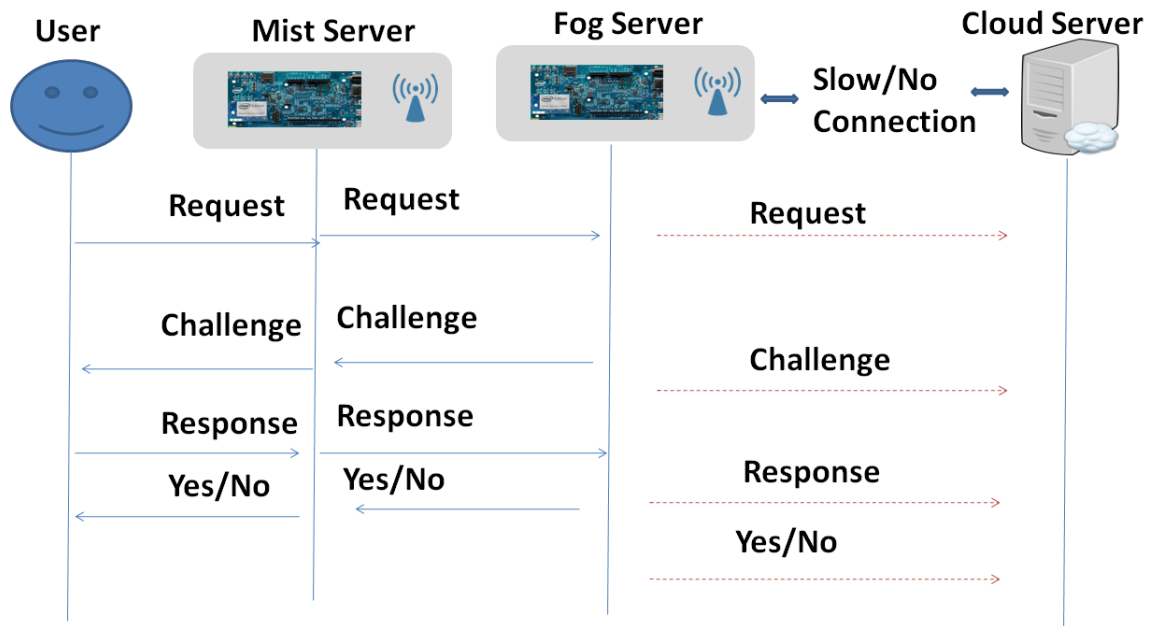 User
Mist Server
Fog Server
Cloud Server
Slow/No
Connection
Request
Request
Request
Challenge
Challenge
Challenge
Response
Response
Response
Yes/No
Yes/No
Yes/No